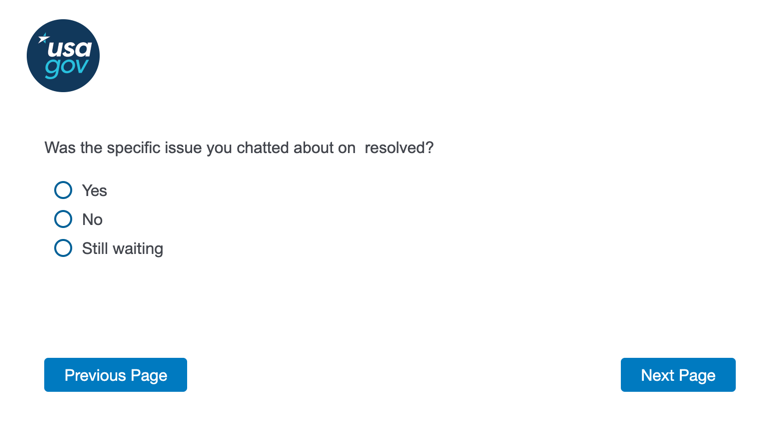 usa
gov
Was the specific issue you chatted about on  resolved?
Yes
No
Still waiting
Previous Page
Next Page